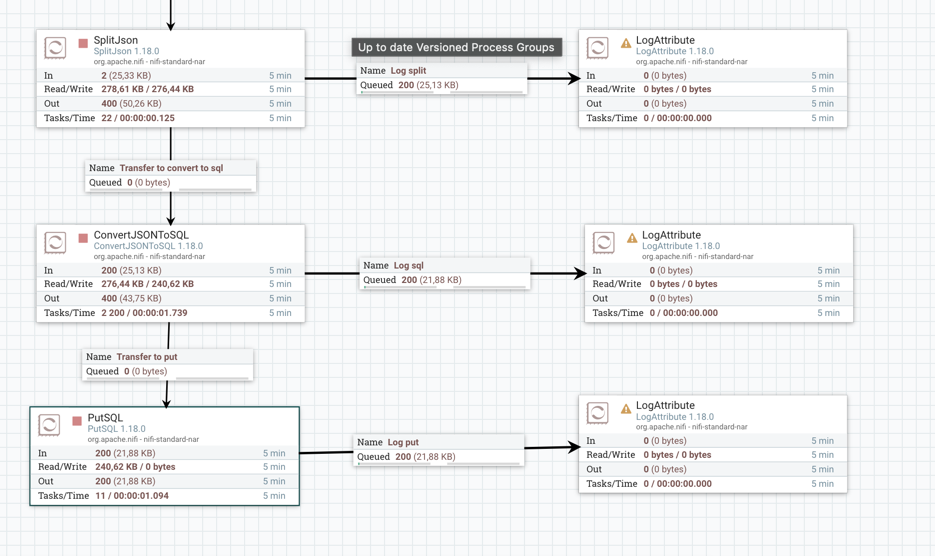 SplitJson
SplitJson 1.18.0
org.apache.nifi - nifi-standard-nar
In 2 (25,33 KB) 5 min
Read/Write 278,61 KB / 276,44 KB 5 min
Out 400 (50,26 KB) 5 min
Tasks/Time 22 / 00:00:00.125 5 min
Up to date Versioned Process Groups
Name Log split
Queued 200 (25,13 KB)
LogAttribute
LogAttribute 1.18.0
org.apache.nifi - nifi-standard-nar
In 0 (0 bytes) 5 min
Read/Write 0 bytes / 0 bytes 5 min
Out 0 (0 bytes) 5 min
Tasks/Time 0 / 00:00:00.000 5 min
Name Transfer to convert to sql
Queued 0 (0 bytes)
ConvertJSONToSQL
ConvertJSONToSQL 1.18.0
org.apache.nifi - nifi-standard-nar
In 200 (25,13 KB) 5 min
Read/Write 276,44 KB / 240,62 KB 5 min
Out 400 (43,75 KB) 5 min
Tasks/Time 2 200 / 00:00:01.739 5 min
Name Log sql
Queued 200 (21,88 KB)
LogAttribute
LogAttribute 1.18.0
org.apache.nifi - nifi-standard-nar
In 0 (0 bytes) 5 min
Read/Write 0 bytes / 0 bytes 5 min
Out 0 (0 bytes) 5 min
Tasks/Time 0 / 00:00:00.000 5 min
Name Transfer to put
Queued 0 (0 bytes)
PutSQL
PutSQL 1.18.0
org.apache.nifi - nifi-standard-nar
In 200 (21,88 KB) 5 min
Read/Write 240,62 KB / 0 bytes 5 min
Out 200 (21,88 KB) 5 min
Tasks/Time 11 / 00:00:01.094 5 min
Name Log put
Queued 200 (21,88 KB)
LogAttribute
LogAttribute 1.18.0
org.apache.nifi - nifi-standard-nar
In 0 (0 bytes) 5 min
Read/Write 0 bytes / 0 bytes 5 min
Out 0 (0 bytes) 5 min
Tasks/Time 0 / 00:00:00.000 5 min